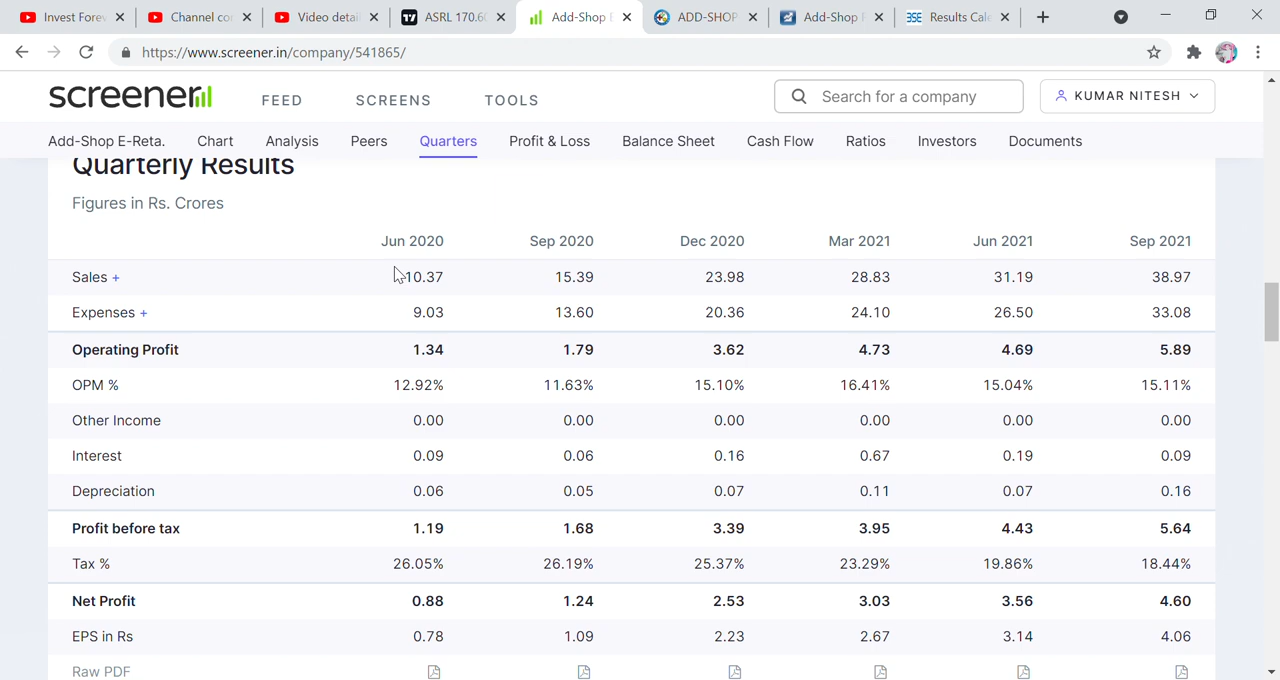 Invest Forev Channel co Video detail ASRL 170.6 Add-Shop E ADD-SHOP Add-Shop Results Cal
https://www.screener.in/company/541865/
screener FEED SCREENS TOOLS Search for a company KUMAR NITESH
Add-Shop E-Reta. Chart Analysis Peers Quarters Profit & Loss Balance Sheet Cash Flow Ratios Investors Documents
Quarterly Results
Figures in Rs. Crores
Jun 2020 Sep 2020 Dec 2020 Mar 2021 Jun 2021 Sep 2021
Sales + 10.37 15.39 23.98 28.83 31.19 38.97
Expenses + 9.03 13.60 20.36 24.10 26.50 33.08
Operating Profit 1.34 1.79 3.62 4.73 4.69 5.89
OPM % 12.92% 11.63% 15.10% 16.41% 15.04% 15.11%
Other Income 0.00 0.00 0.00 0.00 0.00 0.00
Interest 0.09 0.06 0.16 0.67 0.19 0.09
Depreciation 0.06 0.05 0.07 0.11 0.07 0.16
Profit before tax 1.19 1.68 3.39 3.95 4.43 5.64
Tax % 26.05% 26.19% 25.37% 23.29% 19.86% 18.44%
Net Profit 0.88 1.24 2.53 3.03 3.56 4.60
EPS in Rs 0.78 1.09 2.23 2.67 3.14 4.06
Raw PDF